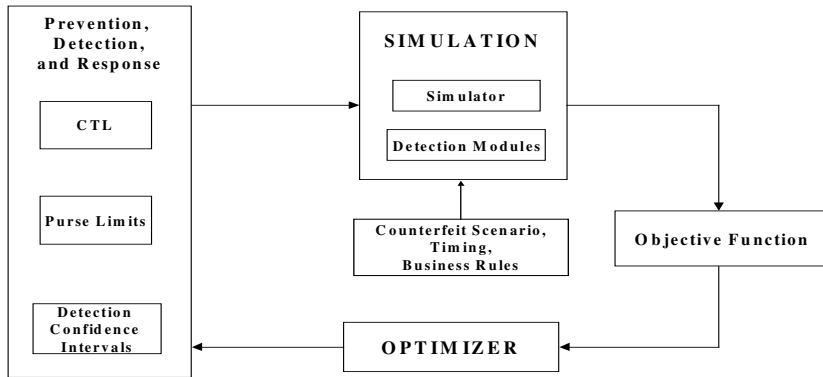 Prevention,
Detection,
and Response
CTL
Purse Limits
Detection
Confidence
Intervals
SIMULATION
Simulator
Detection Modules
Counterfeit Scenario,
Timing,
Business Rules
Objective Function
OPTIMIZER